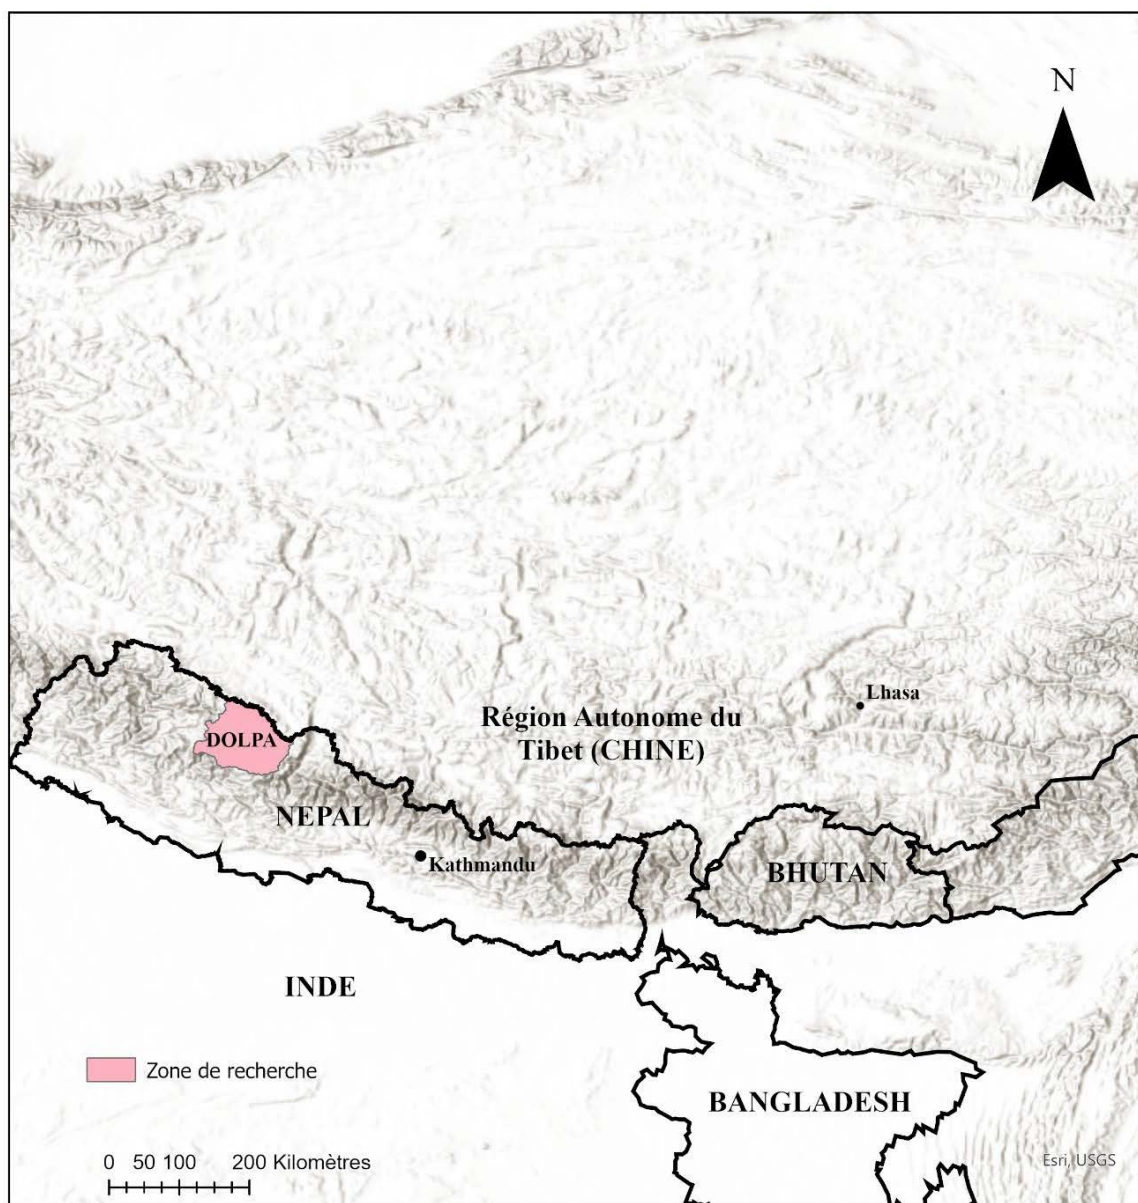 N
Lhasa
Région Autonome du
Tibet (CHINE)
DOLPA
NEPAL
Kathmandu
BHUTAN
INDE
Zone de recherche
BANGLADESH
0 50 100 200 Kilomètres
Esri, USGS